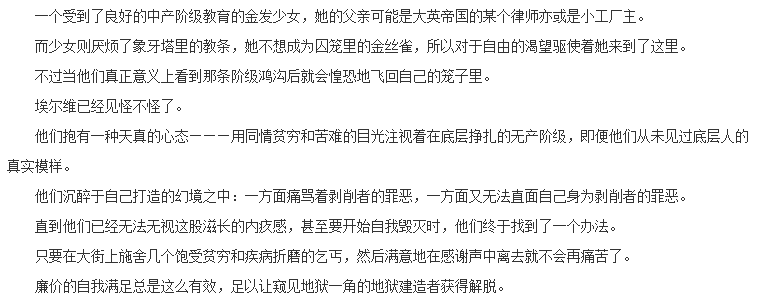 一个受到了良好的中产阶级教育的金发少女，她的父亲可能是大英帝国的某个律师亦或是小工厂主。
而少女则厌烦了象牙塔里的教条，她不想成为囚笼里的金丝雀，所以对于自由的渴望驱使着她来到了这里。
不过当他们真正意义上看到那条阶级鸿沟后就会惶恐地飞回自己的笼子里。
埃尔维已经见怪不怪了。
他们抱有一种天真的心态－－－用同情贫穷和苦难的目光注视着在底层挣扎的无产阶级，即便他们从未见过底层人的
真实模样。
他们沉醉于自己打造的幻境之中：一方面痛骂着剥削者的罪恶，一方面又无法直面自己身为剥削者的罪恶。
直到他们已经无法无视这股滋长的内疚感，甚至要开始自我毁灭时，他们终于找到了一个办法。
只要在大街上施舍几个饱受贫穷和疾病折磨的乞丐，然后满意地在感谢声中离去就不会再痛苦了。
廉价的自我满足总是这么有效，足以让窥见地狱一角的地狱建造者获得解脱。